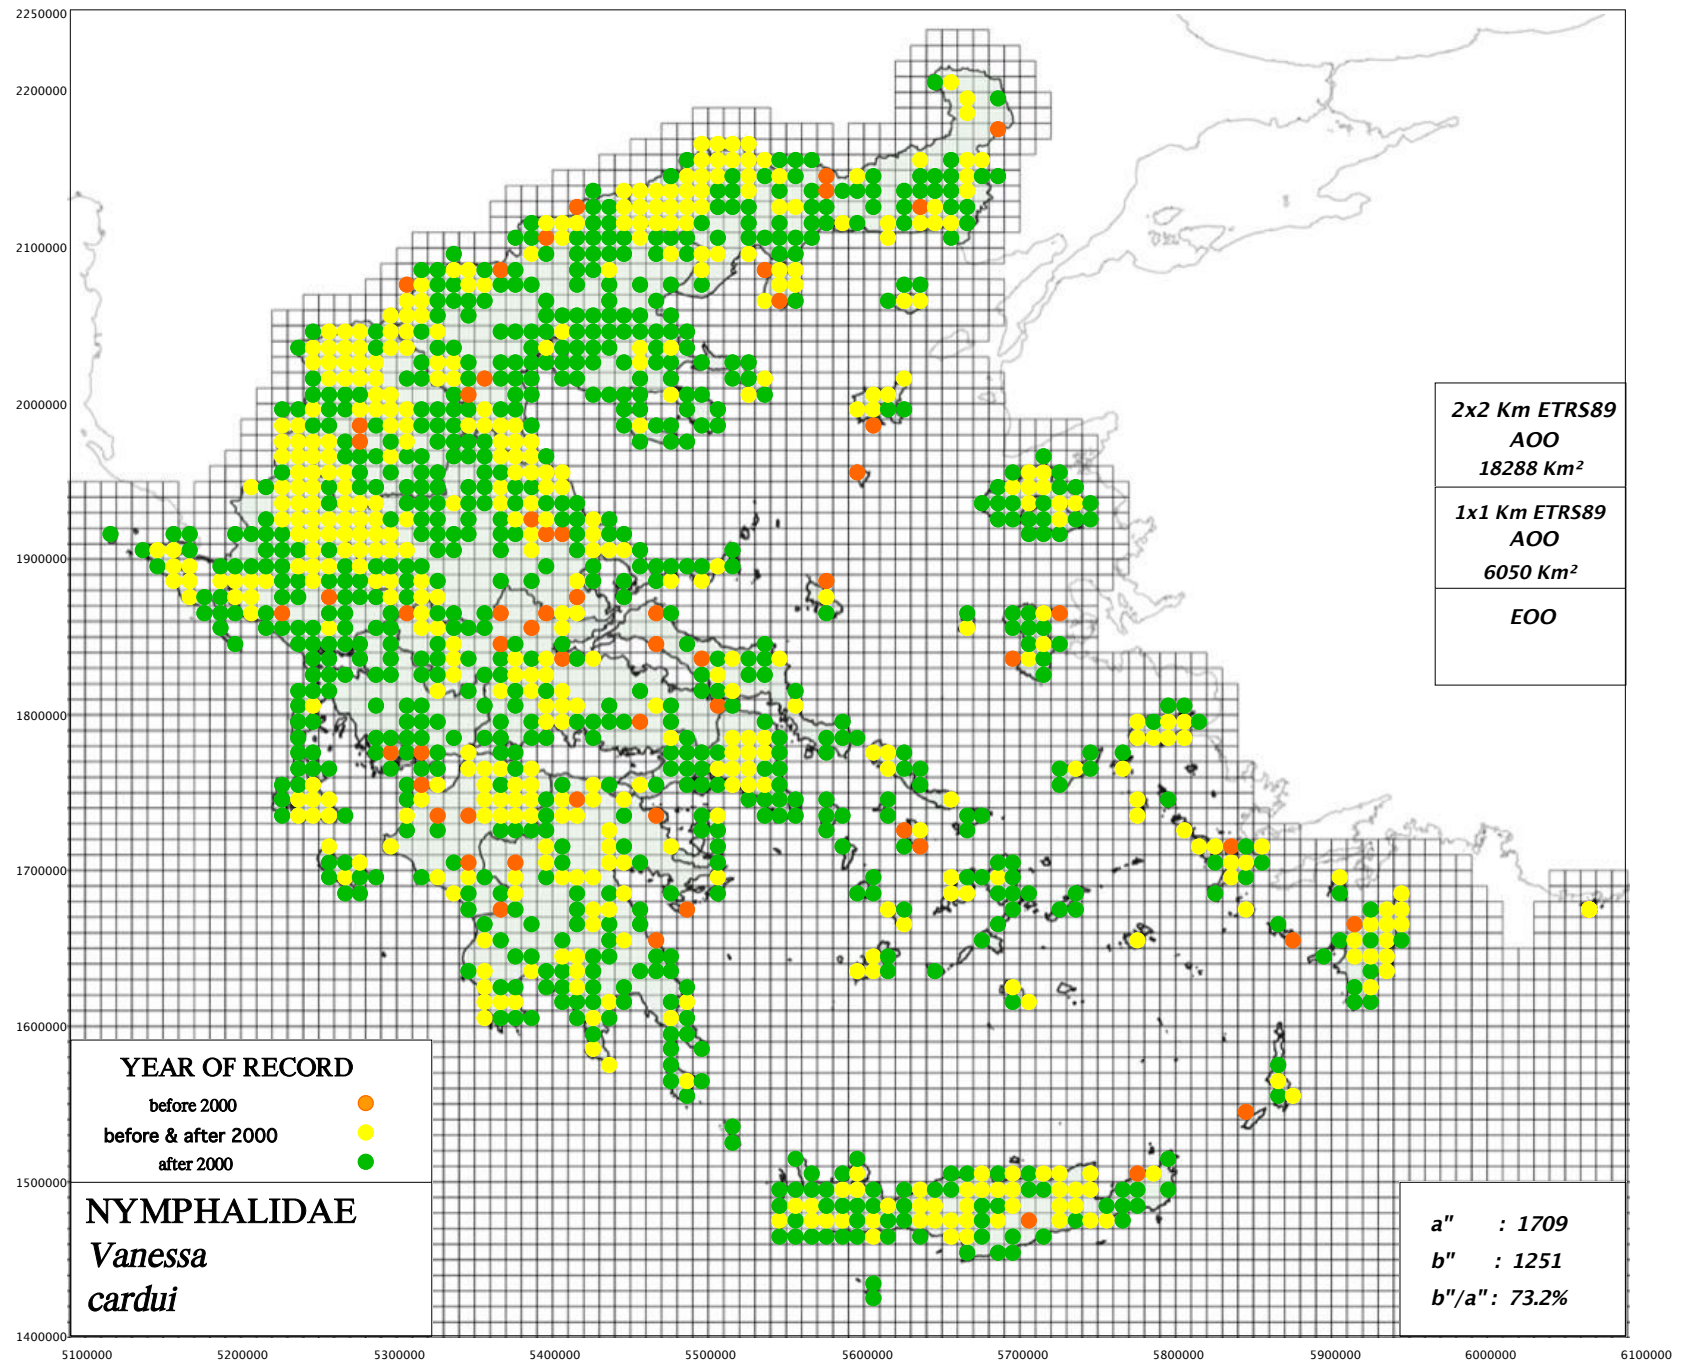 2250000
2200000
2100000
2000000
1900000
1800000
1700000
1600000
1500000
1400000
2x2 Km ETRS89
AOO
18288 Km²
1x1 Km ETRS89
AOO
6050 Km²
EOO
YEAR OF RECORD
before 2000
before & after 2000
after 2000
NYMPHALIDAE
Vanessa
cardui
a" : 1709
b" : 1251
b"/a" : 73.2%
5100000 5200000 5300000 5400000 5500000 5600000 5700000 5800000 5900000 6000000 6100000